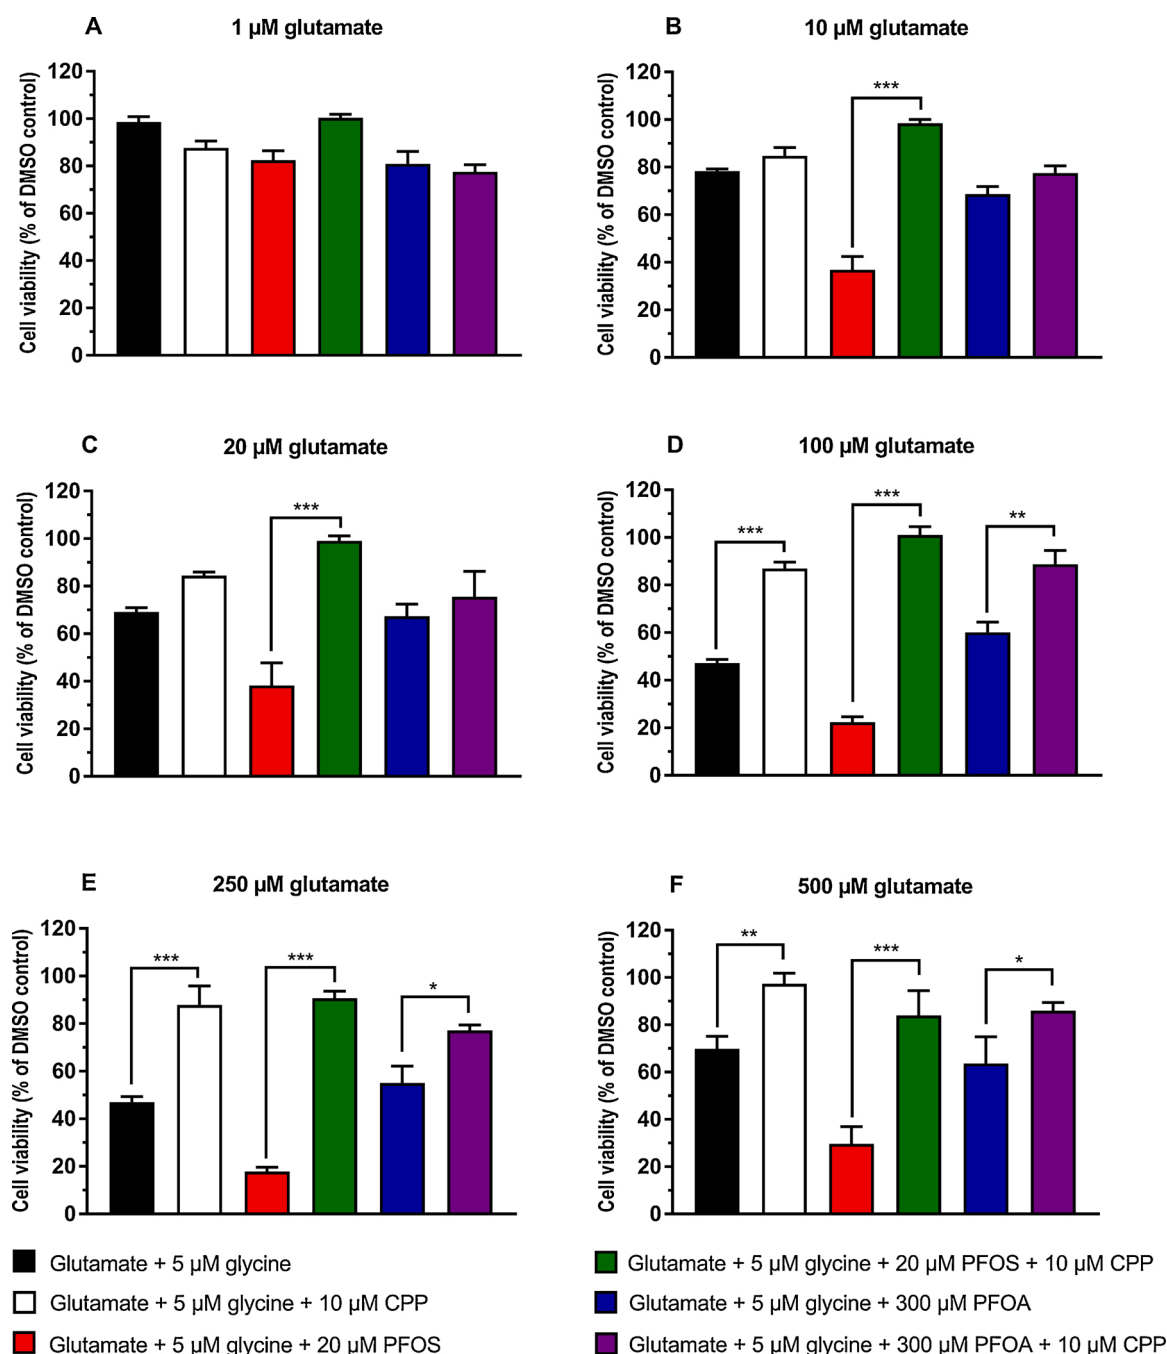 A
1 µM glutamate
B
10 µM glutamate
Cell viability (% of DMSO control)
120
100
80
60
40
20
0
Cell viability (% of DMSO control)
120
100
80
60
40
20
0
***
C
20 µM glutamate
D
100 µM glutamate
Cell viability (% of DMSO control)
120
100
80
60
40
20
0
***
Cell viability (% of DMSO control)
120
100
80
60
40
20
0
***
***
**
E
250 µM glutamate
F
500 µM glutamate
Cell viability (% of DMSO control)
120
100
80
60
40
20
0
***
***
*
Cell viability (% of DMSO control)
120
100
80
60
40
20
0
**
***
*
Glutamate + 5 µM glycine
Glutamate + 5 µM glycine + 10 µM CPP
Glutamate + 5 µM glycine + 20 µM PFOS
Glutamate + 5 µM glycine + 20 µM PFOS + 10 µM CPP
Glutamate + 5 µM glycine + 300 µM PFOA
Glutamate + 5 µM glycine + 300 µM PFOA + 10 µM CPP